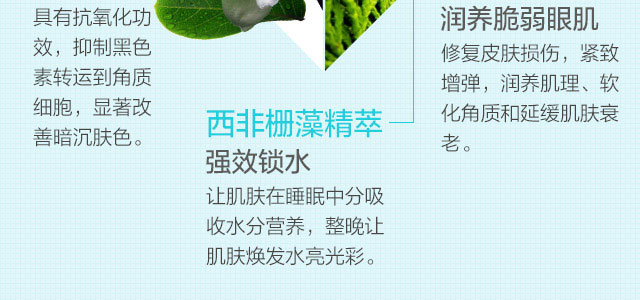 具有抗氧化功
效，抑制黑色
素转运到角质
细胞，显著改
善暗沉肤色。
西非栅藻精萃
强效锁水
让肌肤在睡眠中分吸
收水分营养，整晚让
肌肤焕发水亮光彩。
润养脆弱眼肌
修复皮肤损伤，紧致
增弹，润养肌理、软
化角质和延缓肌肤衰
老。